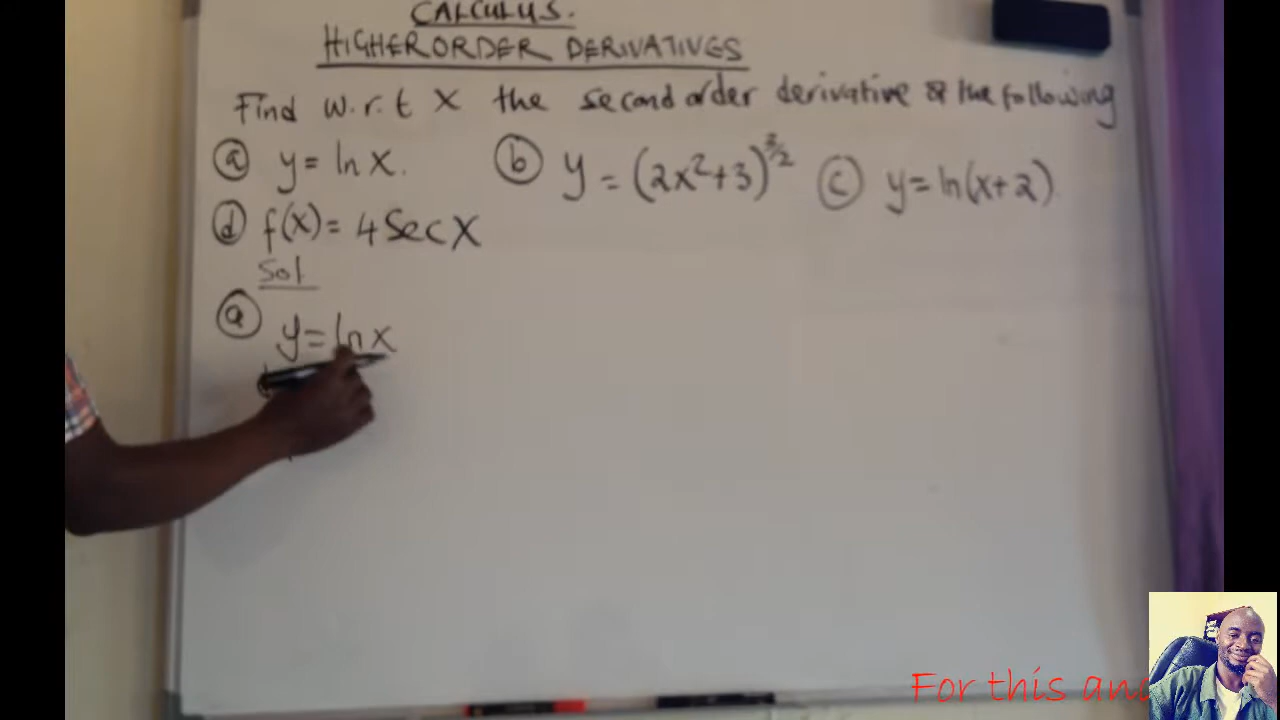 CALCULUS.
HIGHER ORDER DERIVATIVES
Find w.r.t x the second order derivative of the following
(a) y = ln x. (b) y = (2x²+3)^3/2 (c) y = ln(x+2).
(d) f(x) = 4 Sec x
Sol
(a) y = ln x
For this and